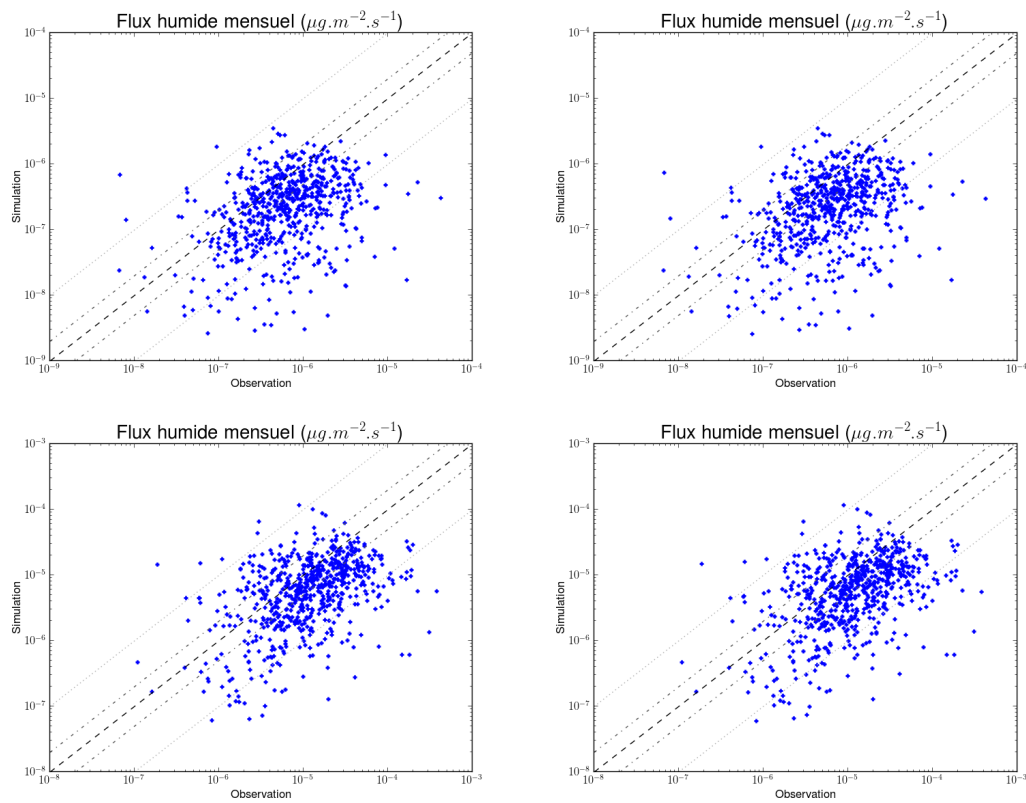 Flux humide mensuel (μg.m⁻².s⁻¹)
10⁻⁴
10⁻⁵
10⁻⁶
10⁻⁷
10⁻⁸
10⁻⁹
Simulation
10⁻⁹ 10⁻⁸ 10⁻⁷ 10⁻⁶ 10⁻⁵ 10⁻⁴
Observation
Flux humide mensuel (μg.m⁻².s⁻¹)
10⁻⁴
10⁻⁵
10⁻⁶
10⁻⁷
10⁻⁸
10⁻⁹
Simulation
10⁻⁹ 10⁻⁸ 10⁻⁷ 10⁻⁶ 10⁻⁵ 10⁻⁴
Observation
Flux humide mensuel (μg.m⁻².s⁻¹)
10⁻³
10⁻⁴
10⁻⁵
10⁻⁶
10⁻⁷
10⁻⁸
Simulation
10⁻⁸ 10⁻⁷ 10⁻⁶ 10⁻⁵ 10⁻⁴ 10⁻³
Observation
Flux humide mensuel (μg.m⁻².s⁻¹)
10⁻³
10⁻⁴
10⁻⁵
10⁻⁶
10⁻⁷
10⁻⁸
Simulation
10⁻⁸ 10⁻⁷ 10⁻⁶ 10⁻⁵ 10⁻⁴ 10⁻³
Observation